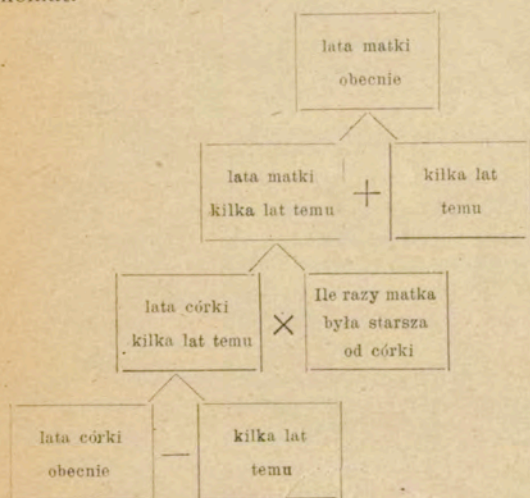 lata matki
obecnie
lata matki
kilka lat temu
+
kilka lat
temu
lata córki
kilka lat temu
×
Ile razy matka
była starsza
od córki
lata córki
obecnie
—
kilka lat
temu